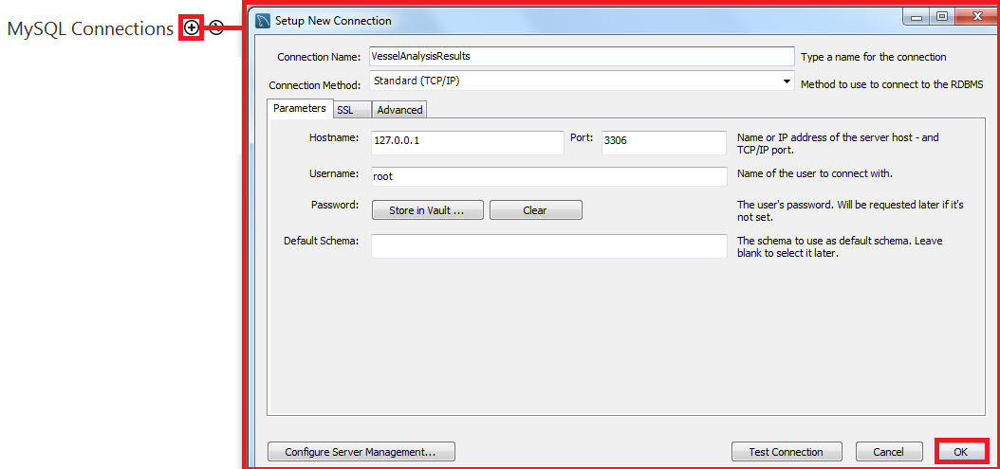 MySQL Connections
Setup New Connection
Connection Name: VesselAnalysisResults Type a name for the connection
Connection Method: Standard (TCP/IP) Method to use to connect to the RDBMS
Parameters SSL Advanced
Hostname: 127.0.0.1 Port: 3306 Name or IP address of the server host - and
TCP/IP port.
Username: root Name of the user to connect with.
Password: Store in Vault ... Clear The user's password. Will be requested later if it's
not set.
Default Schema: The schema to use as default schema. Leave
blank to select it later.
Configure Server Management... Test Connection Cancel OK